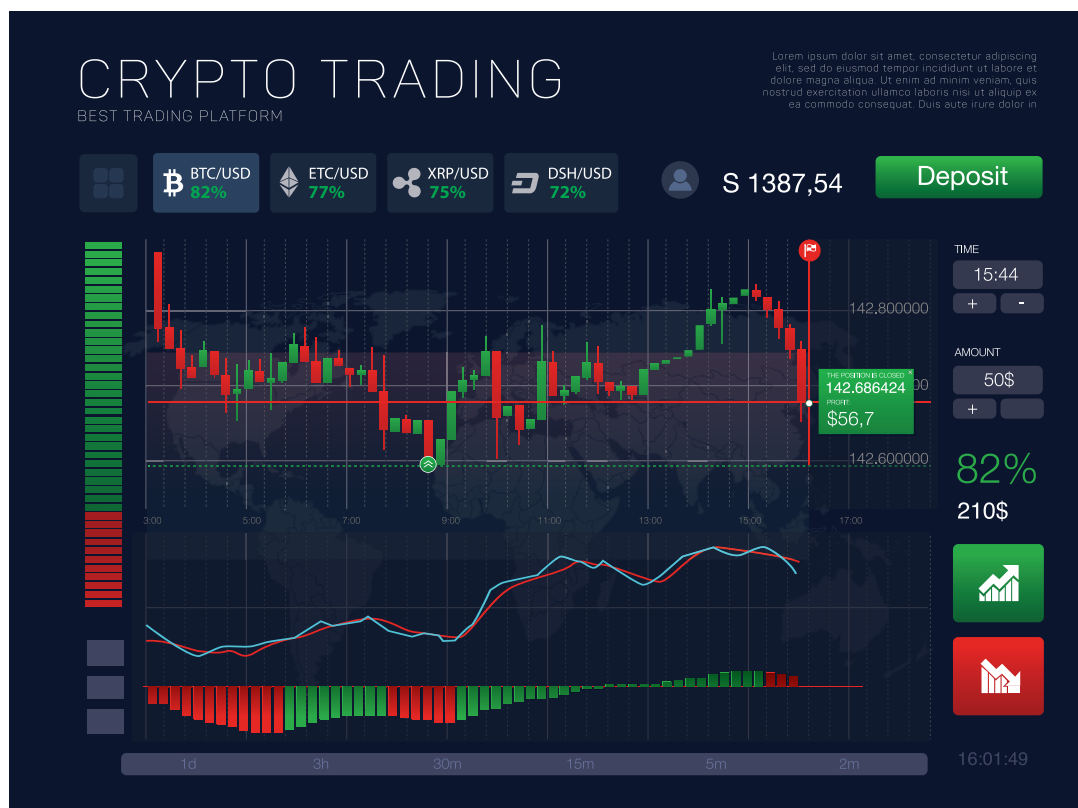 CRYPTO TRADING
BEST TRADING PLATFORM
Lorem ipsum dolor sit amet, consectetur adipiscing
elit, sed do eiusmod tempor incididunt ut labore et
dolore magna aliqua. Ut enim ad minim veniam, quis
nostrud exercitation ullamco laboris nisi ut aliquip ex
ea commodo consequat. Duis aute irure dolor in
BTC/USD
82%
ETC/USD
77%
XRP/USD
75%
DSH/USD
72%
S 1387,54
Deposit
TIME
15:44
+ -
AMOUNT
50$
+
82%
210$
142,800000
THE POSITION IS CLOSED x
142.686424
PROFIT:
$56,7
142,600000
3:00 5:00 7:00 9:00 11:00 13:00 15:00 17:00
1d 3h 30m 15m 5m 2m
16:01:49